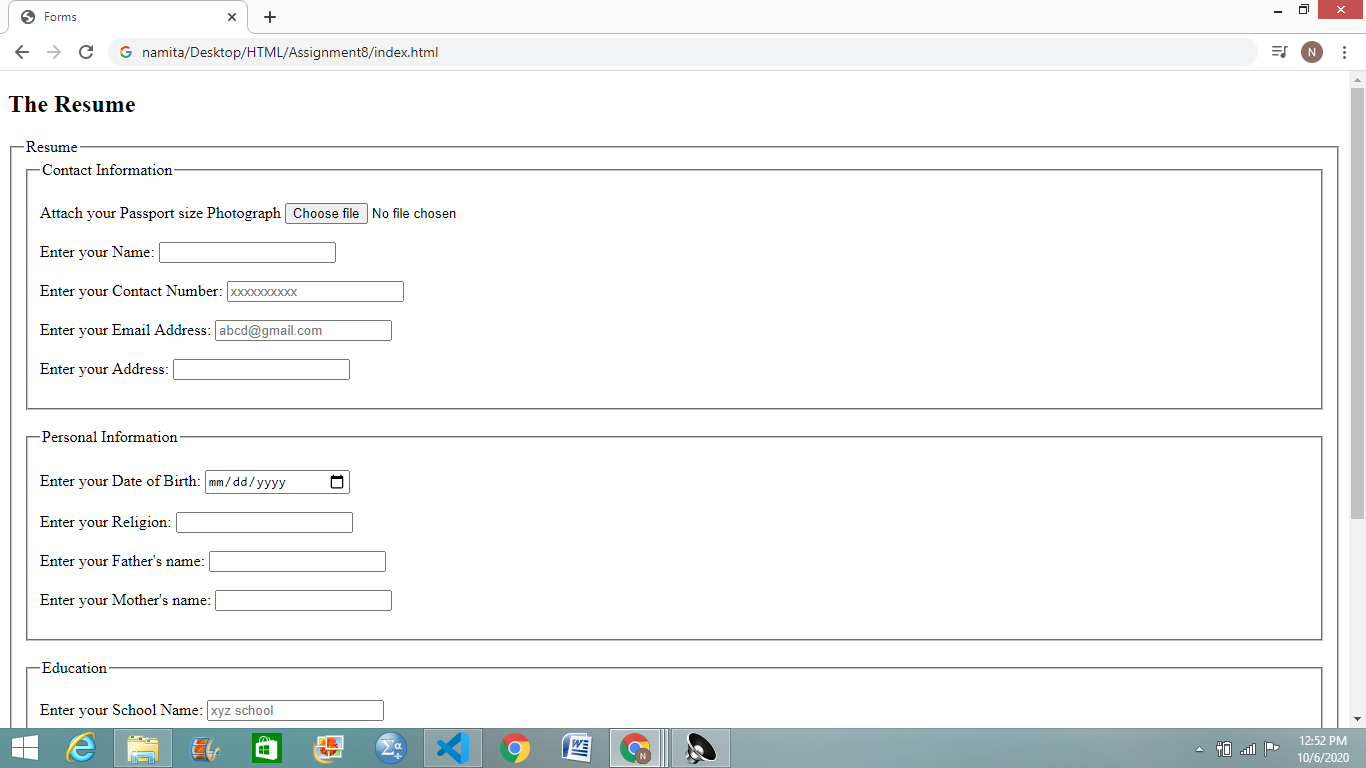 Forms
namita/Desktop/HTML/Assignment8/index.html
N
The Resume
Resume
Contact Information
Attach your Passport size Photograph Choose file No file chosen
Enter your Name:
Enter your Contact Number: xxxxxxxxxx
Enter your Email Address: abcd@gmail.com
Enter your Address:
Personal Information
Enter your Date of Birth: mm/dd/yyyy
Enter your Religion:
Enter your Father's name:
Enter your Mother's name:
Education
Enter your School Name: xyz school
12:52 PM
10/6/2020